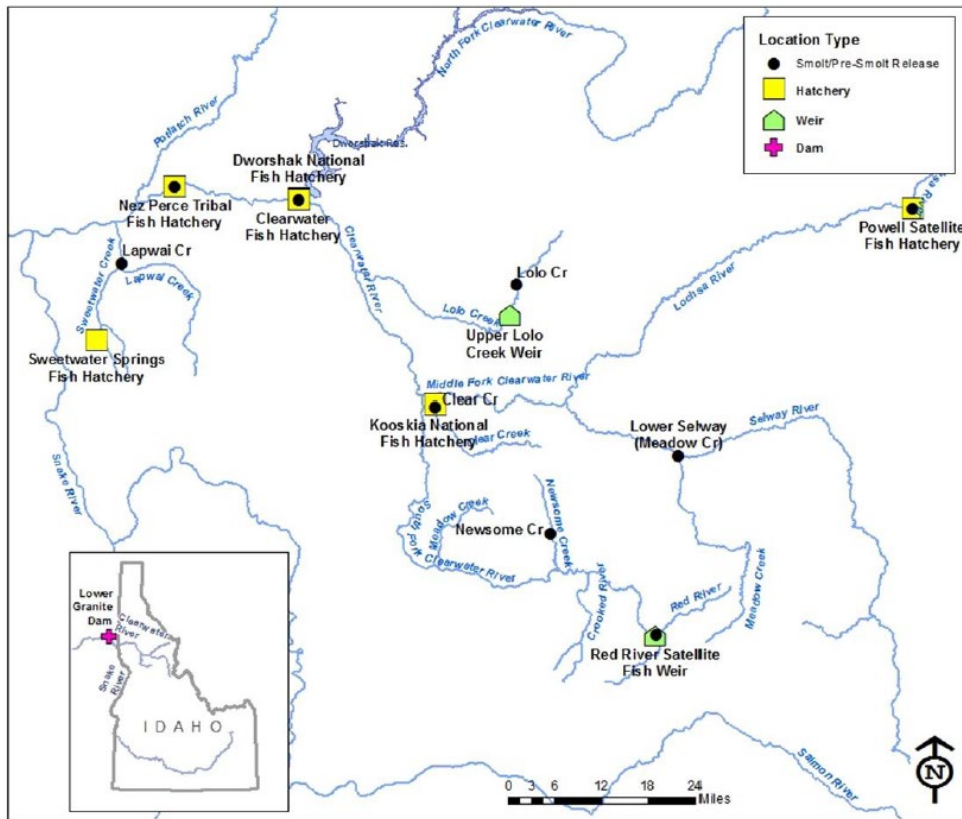 North Fork Clearwater River
Location Type
Smolt/Pre-Smolt Release
Hatchery
Weir
Dam
Potlatch River
Dworshak Res.
Dworshak National
Fish Hatchery
Nez Perce Tribal
Fish Hatchery
Clearwater
Fish Hatchery
Powell Satellite
Fish Hatchery
Lapwai Cr
Sweetwater Creek
Lapwai Creek
Clearwater River
Lolo Cr
Lochsa River
Lolo Creek
Upper Lolo
Creek Weir
Sweetwater Springs
Fish Hatchery
Middle Fork Clearwater River
Clear Cr
Kooskia National
Fish Hatchery
Clear Creek
Lower Selway
(Meadow Cr)
Selway River
Snake River
Newsome Cr
Newsome Creek
Meadow Creek
South Fork Clearwater River
Crooked River
Red River
Meadow Creek
Red River Satellite
Fish Weir
Lower
Granite
Dam
Clearwater
River
Snake
River
IDAHO
Salmon River
0 3 6 12 18 24
Miles
N